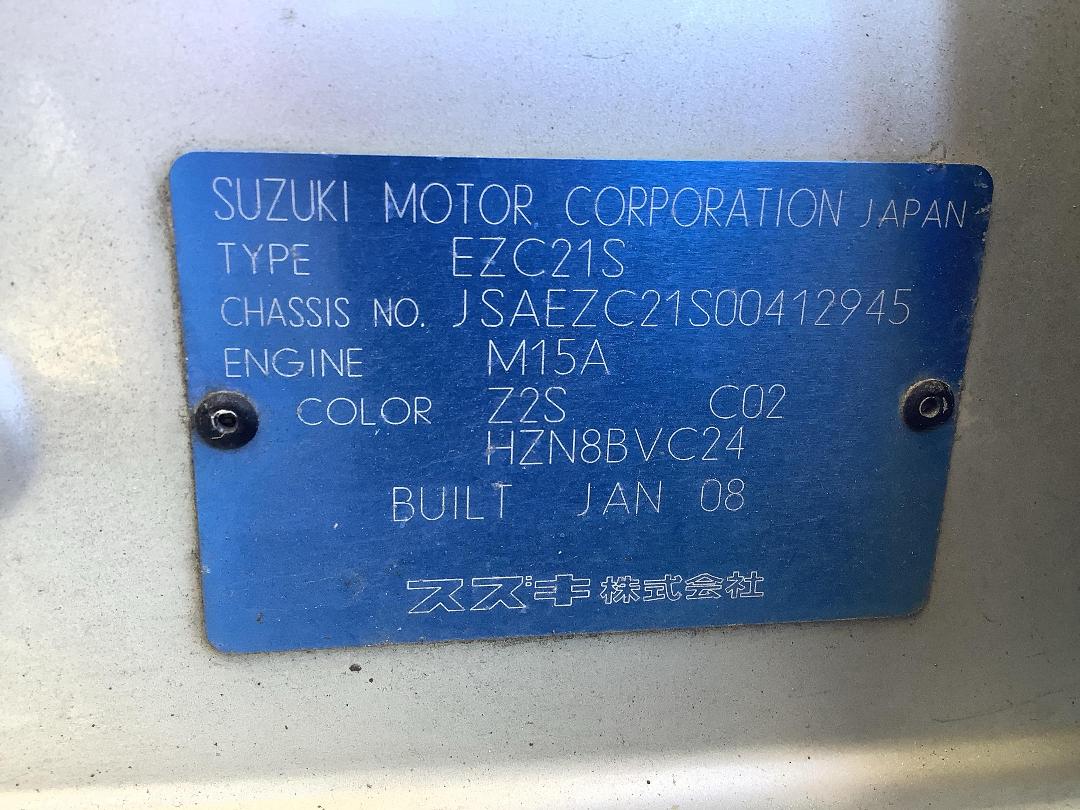 SUZUKI MOTOR CORPORATION JAPAN
TYPE EZC21S
CHASSIS NO. JSAEZC21S00412945
ENGINE M15A
COLOR Z2S C02
HZN8BVC24
BUILT JAN 08
スズキ株式会社